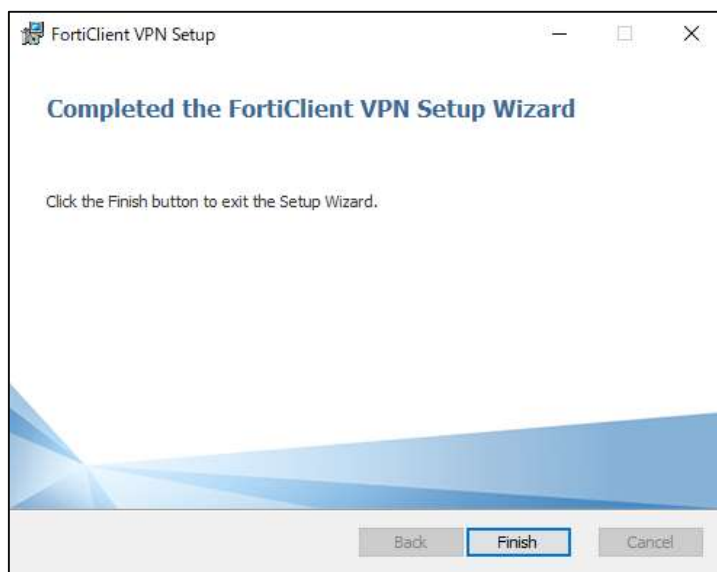 FortiClient VPN Setup
Completed the FortiClient VPN Setup Wizard
Click the Finish button to exit the Setup Wizard.
Back Finish Cancel